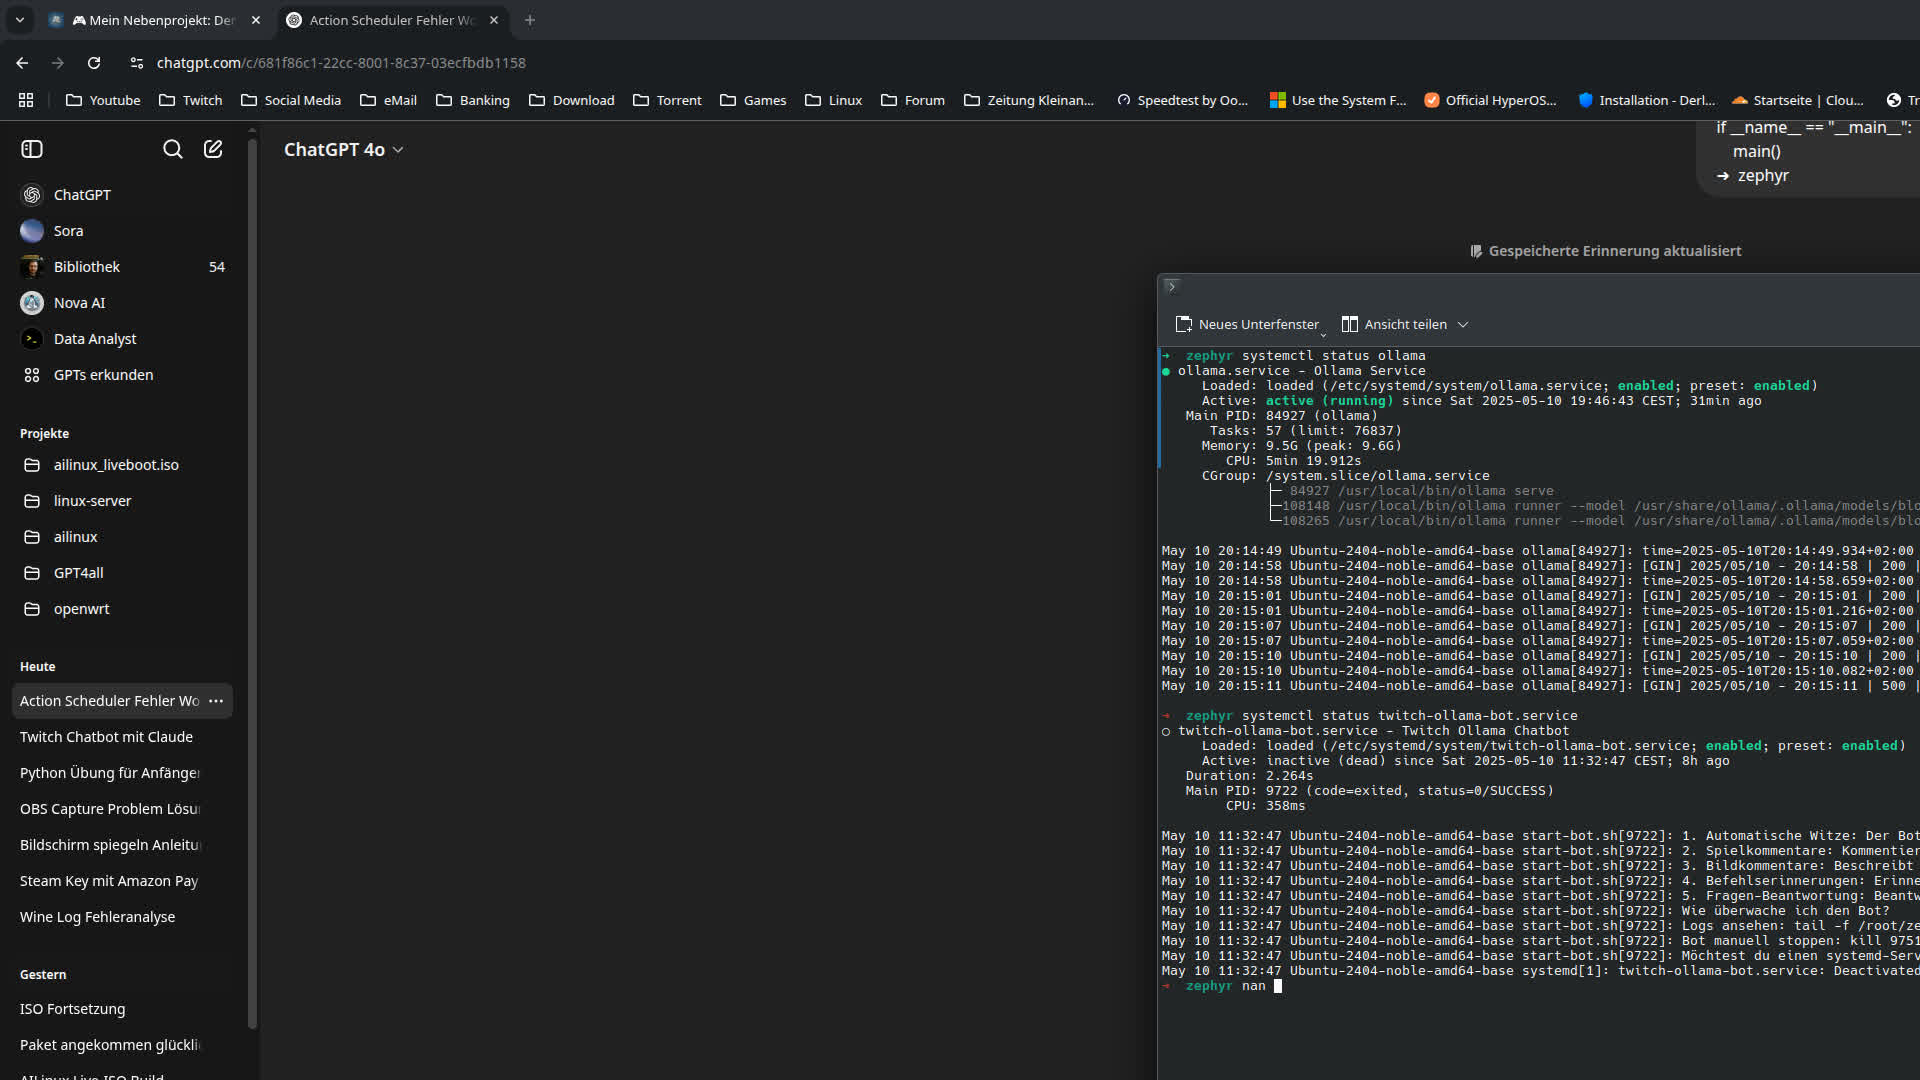 🎮 Mein Nebenprojekt: Der
Action Scheduler Fehler Wo
chatgpt.com/c/681f86c1-22cc-8001-8c37-03ecfbdb1158
Youtube
Twitch
Social Media
eMail
Banking
Download
Torrent
Games
Linux
Forum
Zeitung Kleinan...
Speedtest by Oo...
Use the System F...
Official HyperOS...
Installation - Derl...
Startseite | Clou...
Tr
ChatGPT
Sora
Bibliothek 54
Nova AI
Data Analyst
GPTs erkunden
Projekte
ailinux_liveboot.iso
linux-server
ailinux
GPT4all
openwrt
Heute
Action Scheduler Fehler Wo ...
Twitch Chatbot mit Claude
Python Übung für Anfänger
OBS Capture Problem Lösu
Bildschirm spiegeln Anleitu
Steam Key mit Amazon Pay
Wine Log Fehleranalyse
Gestern
ISO Fortsetzung
Paket angekommen glückli
AILinux Live ISO Build
ChatGPT 4o
if __name__ == "__main__":
main()
➜ zephyr
Gespeicherte Erinnerung aktualisiert
Neues Unterfenster
Ansicht teilen
➜ zephyr systemctl status ollama
● ollama.service - Ollama Service
Loaded: loaded (/etc/systemd/system/ollama.service; enabled; preset: enabled)
Active: active (running) since Sat 2025-05-10 19:46:43 CEST; 31min ago
Main PID: 84927 (ollama)
Tasks: 57 (limit: 76837)
Memory: 9.5G (peak: 9.6G)
CPU: 5min 19.912s
CGroup: /system.slice/ollama.service
├─ 84927 /usr/local/bin/ollama serve
├─108148 /usr/local/bin/ollama runner --model /usr/share/ollama/.ollama/models/blo
└─108265 /usr/local/bin/ollama runner --model /usr/share/ollama/.ollama/models/blo
May 10 20:14:49 Ubuntu-2404-noble-amd64-base ollama[84927]: time=2025-05-10T20:14:49.934+02:00
May 10 20:14:58 Ubuntu-2404-noble-amd64-base ollama[84927]: [GIN] 2025/05/10 - 20:14:58 | 200 |
May 10 20:14:58 Ubuntu-2404-noble-amd64-base ollama[84927]: time=2025-05-10T20:14:58.659+02:00
May 10 20:15:01 Ubuntu-2404-noble-amd64-base ollama[84927]: [GIN] 2025/05/10 - 20:15:01 | 200 |
May 10 20:15:01 Ubuntu-2404-noble-amd64-base ollama[84927]: time=2025-05-10T20:15:01.216+02:00
May 10 20:15:07 Ubuntu-2404-noble-amd64-base ollama[84927]: [GIN] 2025/05/10 - 20:15:07 | 200 |
May 10 20:15:07 Ubuntu-2404-noble-amd64-base ollama[84927]: time=2025-05-10T20:15:07.059+02:00
May 10 20:15:10 Ubuntu-2404-noble-amd64-base ollama[84927]: [GIN] 2025/05/10 - 20:15:10 | 200 |
May 10 20:15:10 Ubuntu-2404-noble-amd64-base ollama[84927]: time=2025-05-10T20:15:10.082+02:00
May 10 20:15:11 Ubuntu-2404-noble-amd64-base ollama[84927]: [GIN] 2025/05/10 - 20:15:11 | 500 |
➜ zephyr systemctl status twitch-ollama-bot.service
○ twitch-ollama-bot.service - Twitch Ollama Chatbot
Loaded: loaded (/etc/systemd/system/twitch-ollama-bot.service; enabled; preset: enabled)
Active: inactive (dead) since Sat 2025-05-10 11:32:47 CEST; 8h ago
Duration: 2.264s
Main PID: 9722 (code=exited, status=0/SUCCESS)
CPU: 358ms
May 10 11:32:47 Ubuntu-2404-noble-amd64-base start-bot.sh[9722]: 1. Automatische Witze: Der Bot
May 10 11:32:47 Ubuntu-2404-noble-amd64-base start-bot.sh[9722]: 2. Spielkommentare: Kommentier
May 10 11:32:47 Ubuntu-2404-noble-amd64-base start-bot.sh[9722]: 3. Bildkommentare: Beschreibt
May 10 11:32:47 Ubuntu-2404-noble-amd64-base start-bot.sh[9722]: 4. Befehlserinnerungen: Erinne
May 10 11:32:47 Ubuntu-2404-noble-amd64-base start-bot.sh[9722]: 5. Fragen-Beantwortung: Beantw
May 10 11:32:47 Ubuntu-2404-noble-amd64-base start-bot.sh[9722]: Wie überwache ich den Bot?
May 10 11:32:47 Ubuntu-2404-noble-amd64-base start-bot.sh[9722]: Logs ansehen: tail -f /root/ze
May 10 11:32:47 Ubuntu-2404-noble-amd64-base start-bot.sh[9722]: Bot manuell stoppen: kill 9751
May 10 11:32:47 Ubuntu-2404-noble-amd64-base start-bot.sh[9722]: Möchtest du einen systemd-Serv
May 10 11:32:47 Ubuntu-2404-noble-amd64-base systemd[1]: twitch-ollama-bot.service: Deactivated
➜ zephyr nan